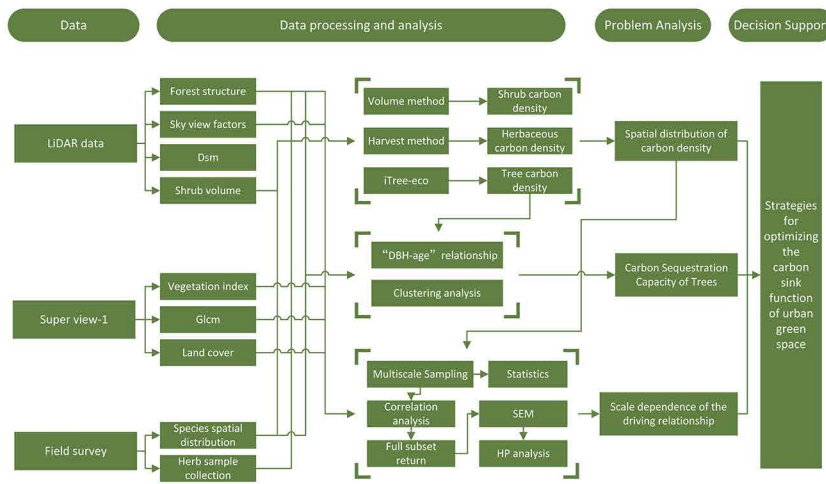 Data
Data processing and analysis
Problem Analysis
Decision Support
LiDAR data
Forest structure
Sky view factors
Dsm
Shrub volume
Super view-1
Vegetation index
Glcm
Land cover
Field survey
Species spatial
distribution
Herb sample
collection
Volume method
Shrub carbon
density
Harvest method
Herbaceous
carbon density
iTree-eco
Tree carbon
density
"DBH-age" relationship
Clustering analysis
Multiscale Sampling
Statistics
Correlation
analysis
SEM
Full subset
return
HP analysis
Spatial distribution of
carbon density
Carbon Sequestration
Capacity of Trees
Scale dependence of the
driving relationship
Strategies
for
optimizing
the
carbon
sink
function
of urban
green
space